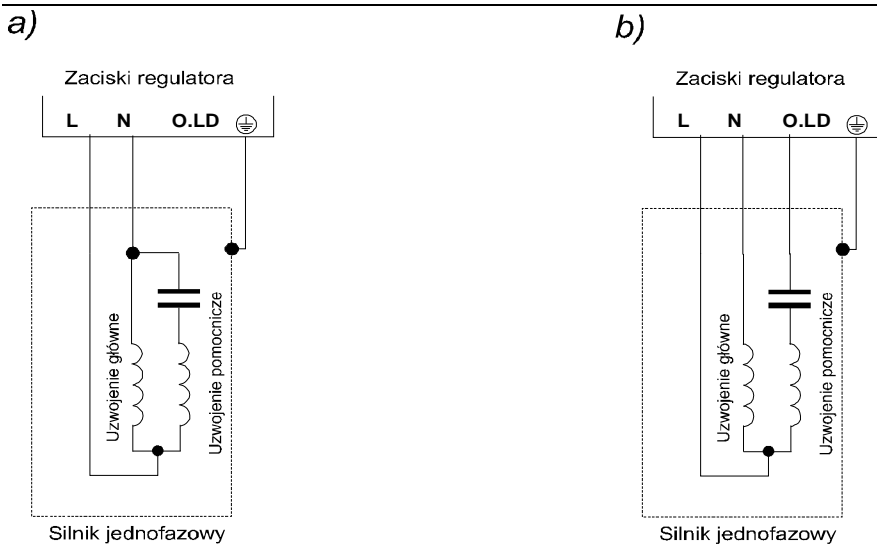 a)
Zaciski regulatora
L N O.LD
Uzwojenie główne
Uzwojenie pomocnicze
Silnik jednofazowy
b)
Zaciski regulatora
L N O.LD
Uzwojenie główne
Uzwojenie pomocnicze
Silnik jednofazowy